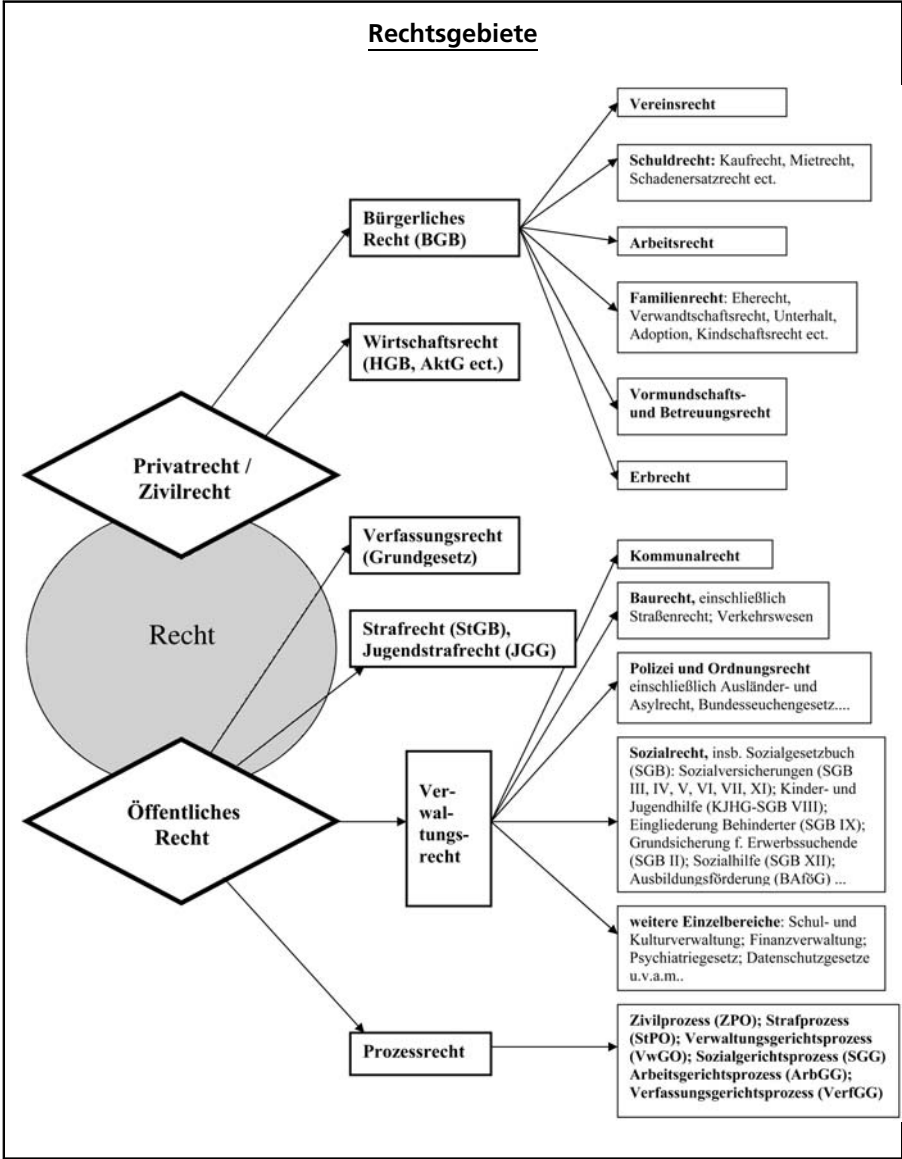 Rechtsgebiete
Vereinsrecht
Schuldrecht: Kaufrecht, Mietrecht,
Schadenersatzrecht ect.
Bürgerliches
Recht (BGB)
Arbeitsrecht
Familienrecht: Eherecht,
Verwandtschaftsrecht, Unterhalt,
Adoption, Kindschaftsrecht ect.
Wirtschaftsrecht
(HGB, AktG ect.)
Vormundschafts-
und Betreuungsrecht
Privatrecht /
Zivilrecht
Erbrecht
Verfassungsrecht
(Grundgesetz)
Kommunalrecht
Baurecht, einschließlich
Straßenrecht; Verkehrswesen
Recht
Strafrecht (StGB),
Jugendstrafrecht (JGG)
Polizei und Ordnungsrecht
einschließlich Ausländer- und
Asylrecht, Bundesseuchengesetz....
Öffentliches
Recht
Ver-
wal-
tungs-
recht
Sozialrecht, insb. Sozialgesetzbuch
(SGB): Sozialversicherungen (SGB
III, IV, V, VI, VII, XI); Kinder- und
Jugendhilfe (KJHG-SGB VIII);
Eingliederung Behinderter (SGB IX);
Grundsicherung f. Erwerbssuchende
(SGB II); Sozialhilfe (SGB XII);
Ausbildungsförderung (BAföG) ...
weitere Einzelbereiche: Schul- und
Kulturverwaltung; Finanzverwaltung;
Psychiatriegesetz; Datenschutzgesetze
u.v.a.m..
Prozessrecht
Zivilprozess (ZPO); Strafprozess
(StPO); Verwaltungsgerichtsprozess
(VwGO); Sozialgerichtsprozess (SGG)
Arbeitsgerichtsprozess (ArbGG);
Verfassungsgerichtsprozess (VerfGG)